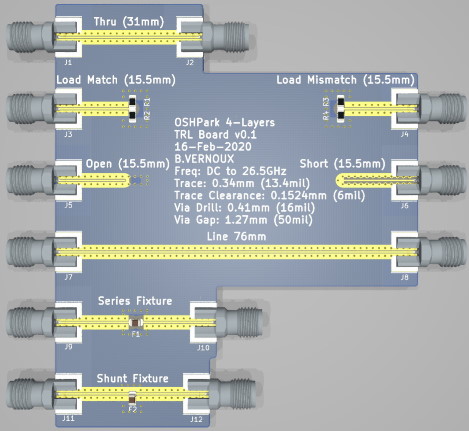 Thru (31mm)
J1
J2
Load Match (15.5mm)
Load Mismatch (15.5mm)
R2 R1
R4 R3
J3
J4
OSHPark 4-Layers
TRL Board v0.1
16-Feb-2020
B.VERNOUX
Freq: DC to 26.5GHz
Trace: 0.34mm (13.4mil)
Trace Clearance: 0.1524mm (6mil)
Via Drill: 0.41mm (16mil)
Via Gap: 1.27mm (50mil)
Open (15.5mm)
Short (15.5mm)
J5
J6
Line 76mm
J7
J8
Series Fixture
F1
J9
J10
Shunt Fixture
F2
J11
J12